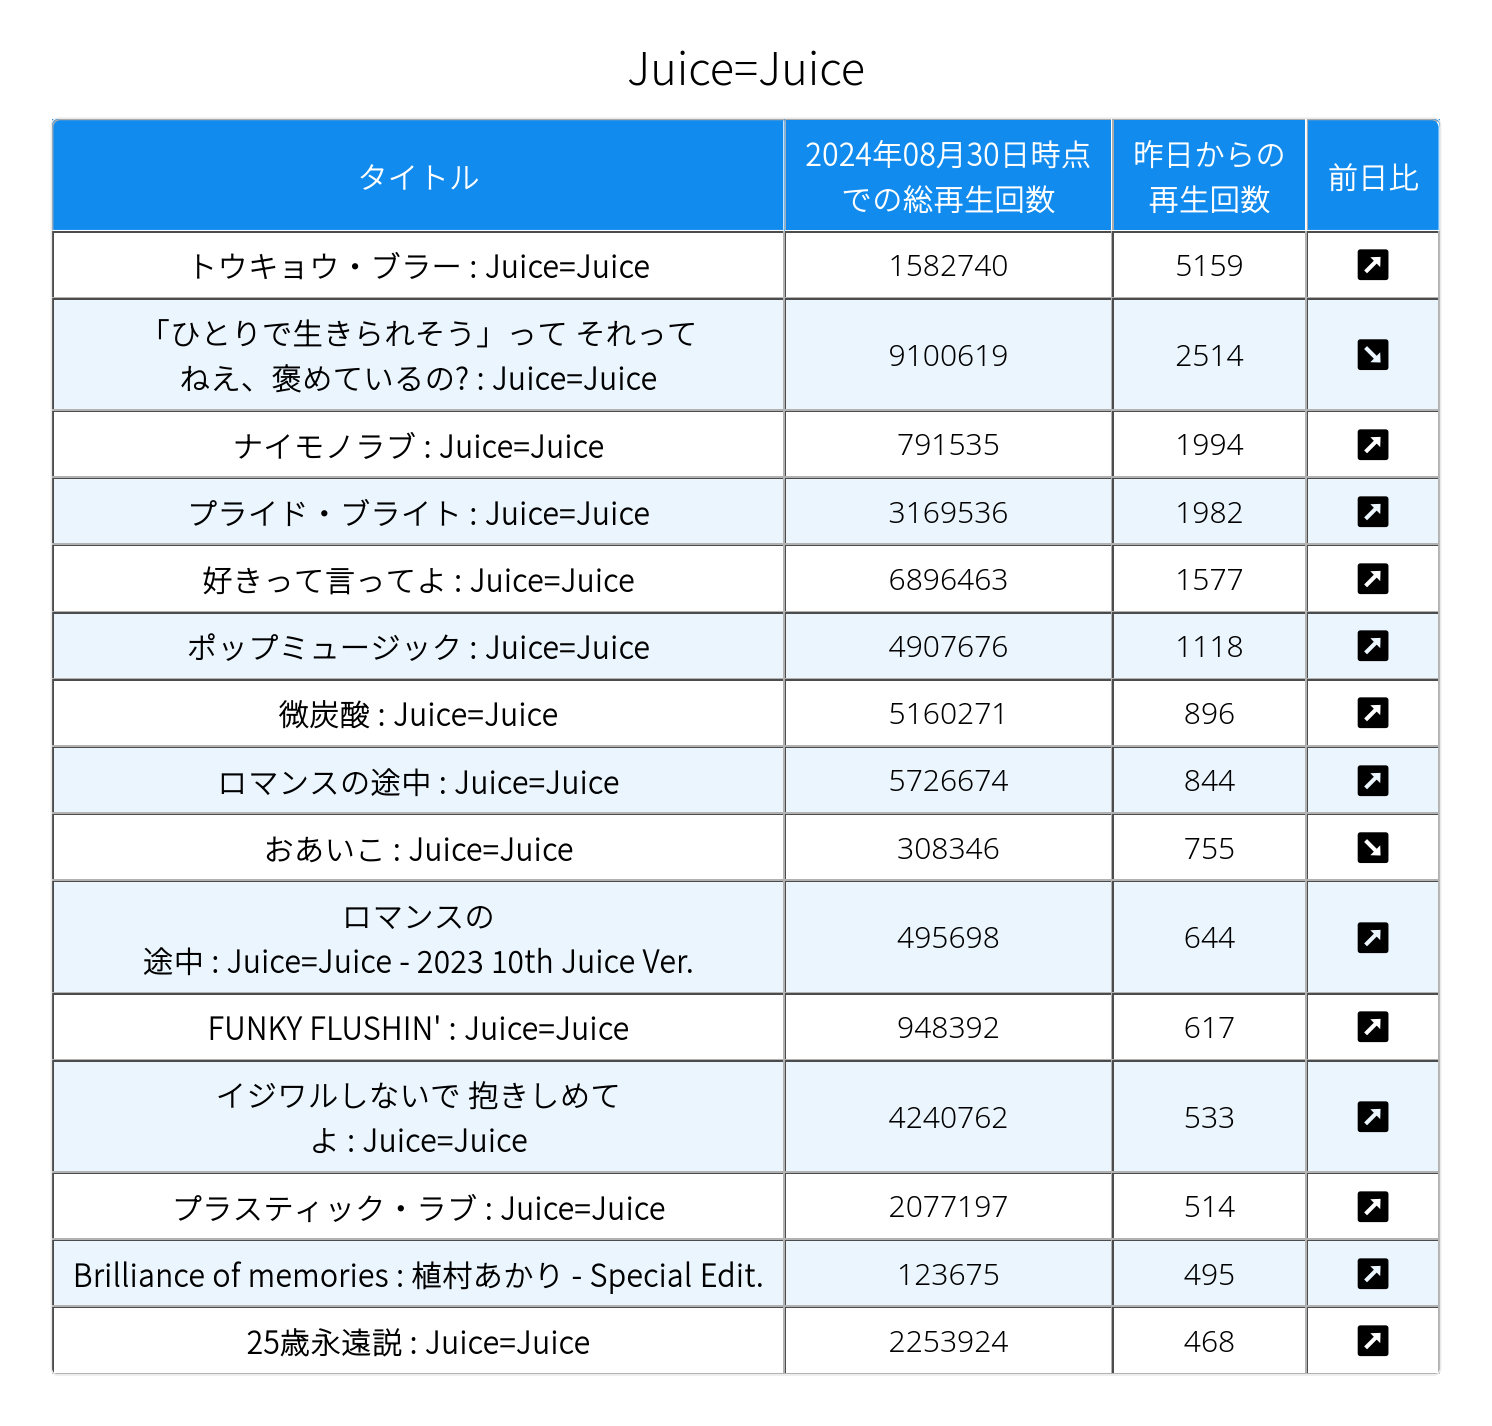 Juice=Juice
タイトル
2024年08月30日時点
での総再生回数
昨日からの
再生回数
前日比
トウキョウ・ブラー : Juice=Juice
1582740
5159
「ひとりで生きられそう」って それって
ねえ、褒めているの? : Juice=Juice
9100619
2514
ナイモノラブ : Juice=Juice
791535
1994
プライド・ブライト : Juice=Juice
3169536
1982
好きって言ってよ : Juice=Juice
6896463
1577
ポップミュージック : Juice=Juice
4907676
1118
微炭酸 : Juice=Juice
5160271
896
ロマンスの途中 : Juice=Juice
5726674
844
おあいこ : Juice=Juice
308346
755
ロマンスの
途中 : Juice=Juice - 2023 10th Juice Ver.
495698
644
FUNKY FLUSHIN' : Juice=Juice
948392
617
イジワルしないで 抱きしめて
よ : Juice=Juice
4240762
533
プラスティック・ラブ : Juice=Juice
2077197
514
Brilliance of memories : 植村あかり - Special Edit.
123675
495
25歳永遠説 : Juice=Juice
2253924
468